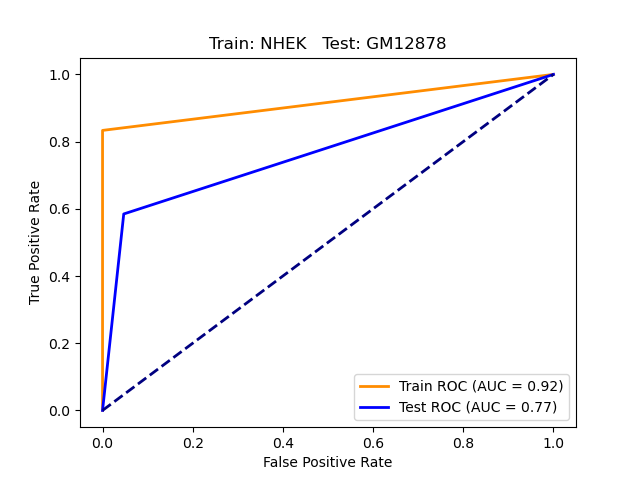 Train: NHEK   Test: GM12878
True Positive Rate
1.0
0.8
0.6
0.4
0.2
0.0
Train ROC (AUC = 0.92)
Test ROC (AUC = 0.77)
0.0 0.2 0.4 0.6 0.8 1.0
False Positive Rate